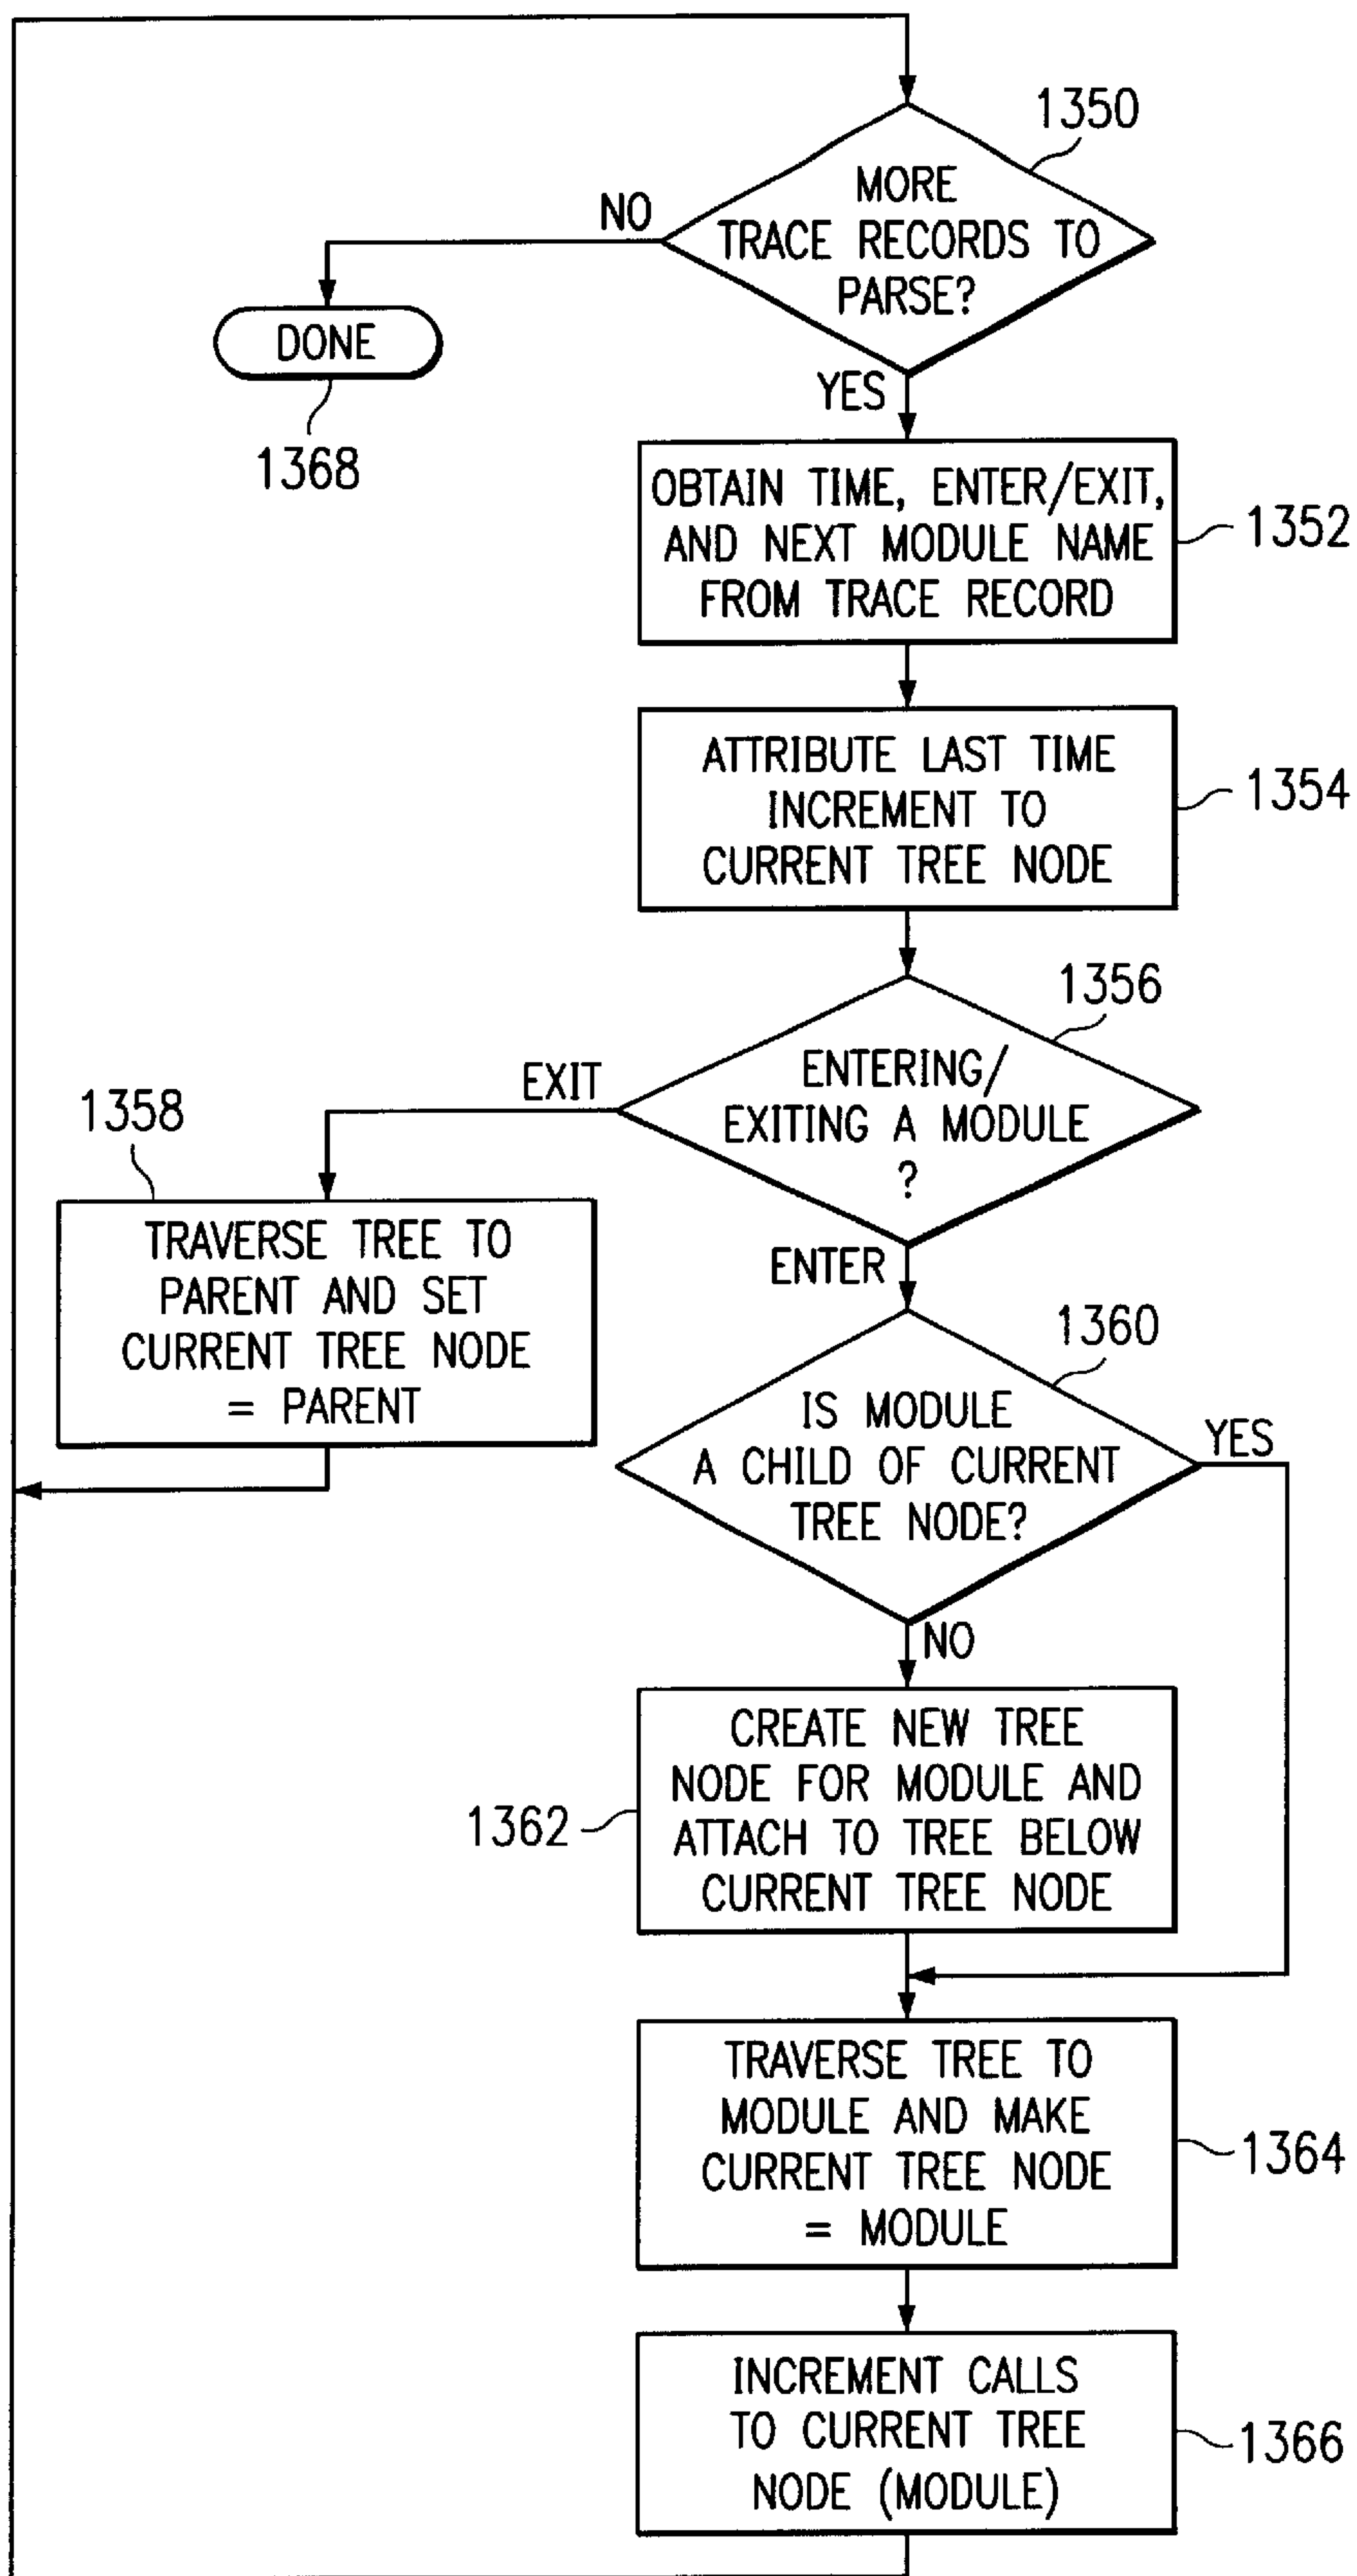 1350
MORE
TRACE RECORDS TO
PARSE?
NO
DONE
1368
YES
OBTAIN TIME, ENTER/EXIT,
AND NEXT MODULE NAME
FROM TRACE RECORD
1352
ATTRIBUTE LAST TIME
INCREMENT TO
CURRENT TREE NODE
1354
1356
ENTERING/
EXITING A MODULE
?
EXIT
1358
TRAVERSE TREE TO
PARENT AND SET
CURRENT TREE NODE
= PARENT
ENTER
1360
IS MODULE
A CHILD OF CURRENT
TREE NODE?
YES
NO
CREATE NEW TREE
NODE FOR MODULE AND
ATTACH TO TREE BELOW
CURRENT TREE NODE
1362
TRAVERSE TREE TO
MODULE AND MAKE
CURRENT TREE NODE
= MODULE
1364
INCREMENT CALLS
TO CURRENT TREE
NODE (MODULE)
1366